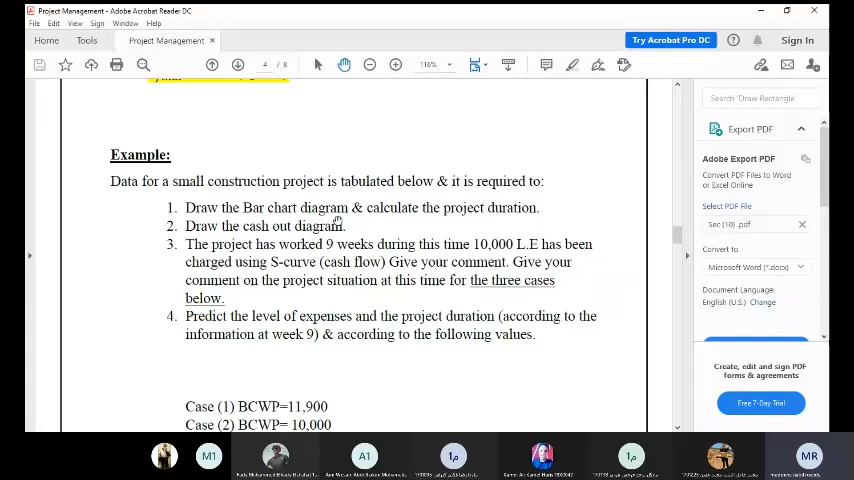 Project Management - Adobe Acrobat Reader DC
File Edit View Sign Window Help
Home Tools Project Management × Try Acrobat Pro DC Sign In
4 / 8 116%
Example:
Data for a small construction project is tabulated below & it is required to:
1. Draw the Bar chart diagram & calculate the project duration.
2. Draw the cash out diagram.
3. The project has worked 9 weeks during this time 10,000 L.E has been
charged using S-curve (cash flow) Give your comment. Give your
comment on the project situation at this time for the three cases
below.
4. Predict the level of expenses and the project duration (according to the
information at week 9) & according to the following values.
Case (1) BCWP=11,900
Case (2) BCWP= 10,000
Search 'Draw Rectangle'
Export PDF
Adobe Export PDF
Convert PDF Files to Word
or Excel Online
Select PDF File
Sec (10) .pdf
Convert to
Microsoft Word (*.docx)
Document Language:
English (U.S.) Change
Create, edit and sign PDF
forms & agreements
Free 7-Day Trial
M1 A1 م1 م1 MR
madonna nabil roshdy